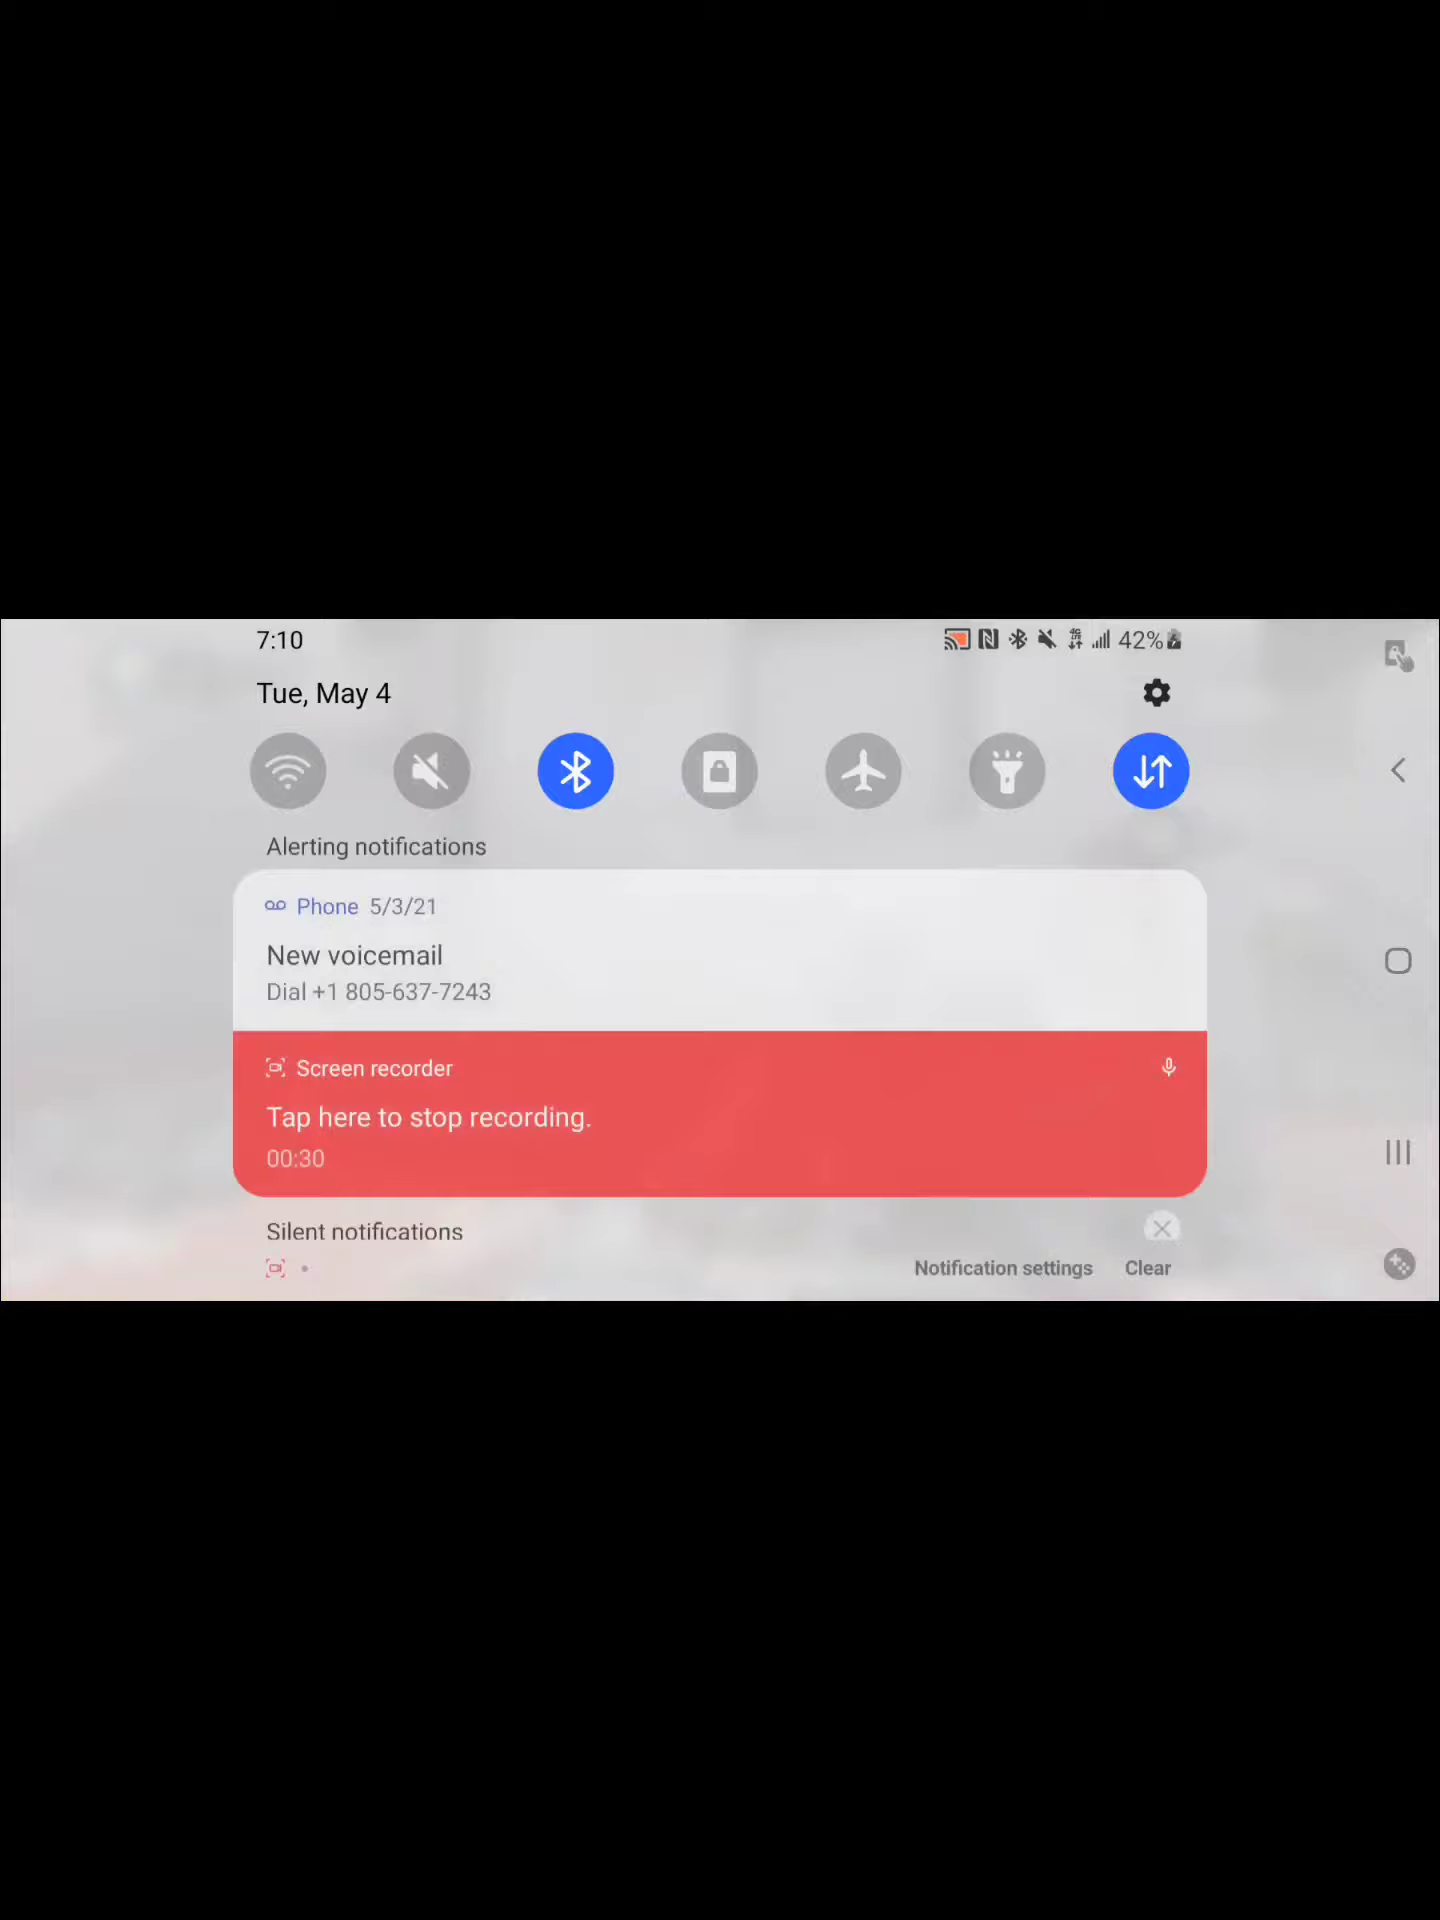 7:10
42%
Tue, May 4
Alerting notifications
Phone 5/3/21
New voicemail
Dial +1 805-637-7243
Screen recorder
Tap here to stop recording.
00:30
Silent notifications
Notification settings Clear